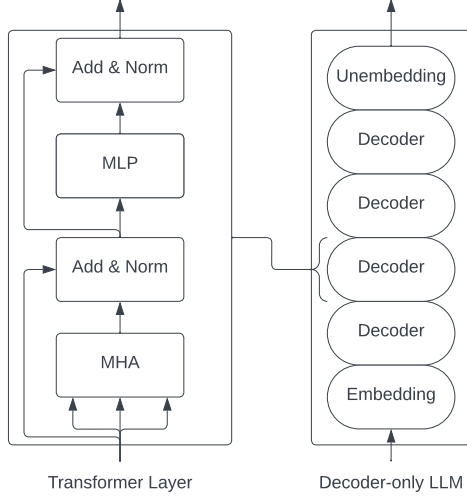 Add & Norm
MLP
Add & Norm
MHA
Transformer Layer
Unembedding
Decoder
Decoder
Decoder
Decoder
Embedding
Decoder-only LLM